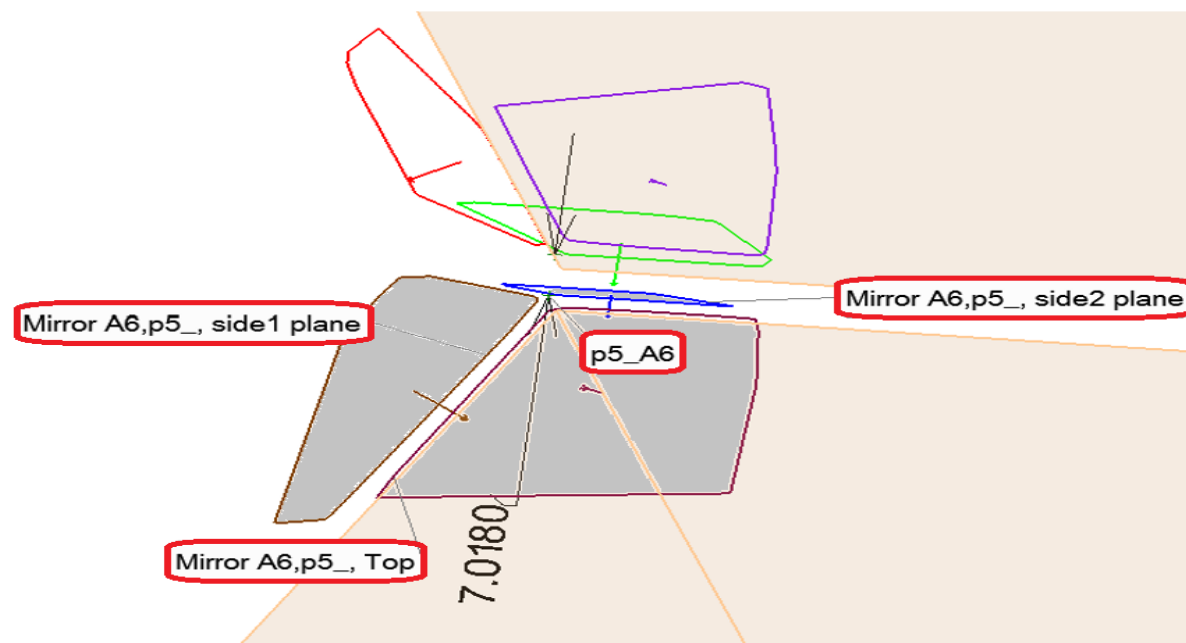 Mirror A6,p5_, side2 plane
Mirror A6,p5_, side1 plane
p5_A6
Mirror A6,p5_, Top
7.0180